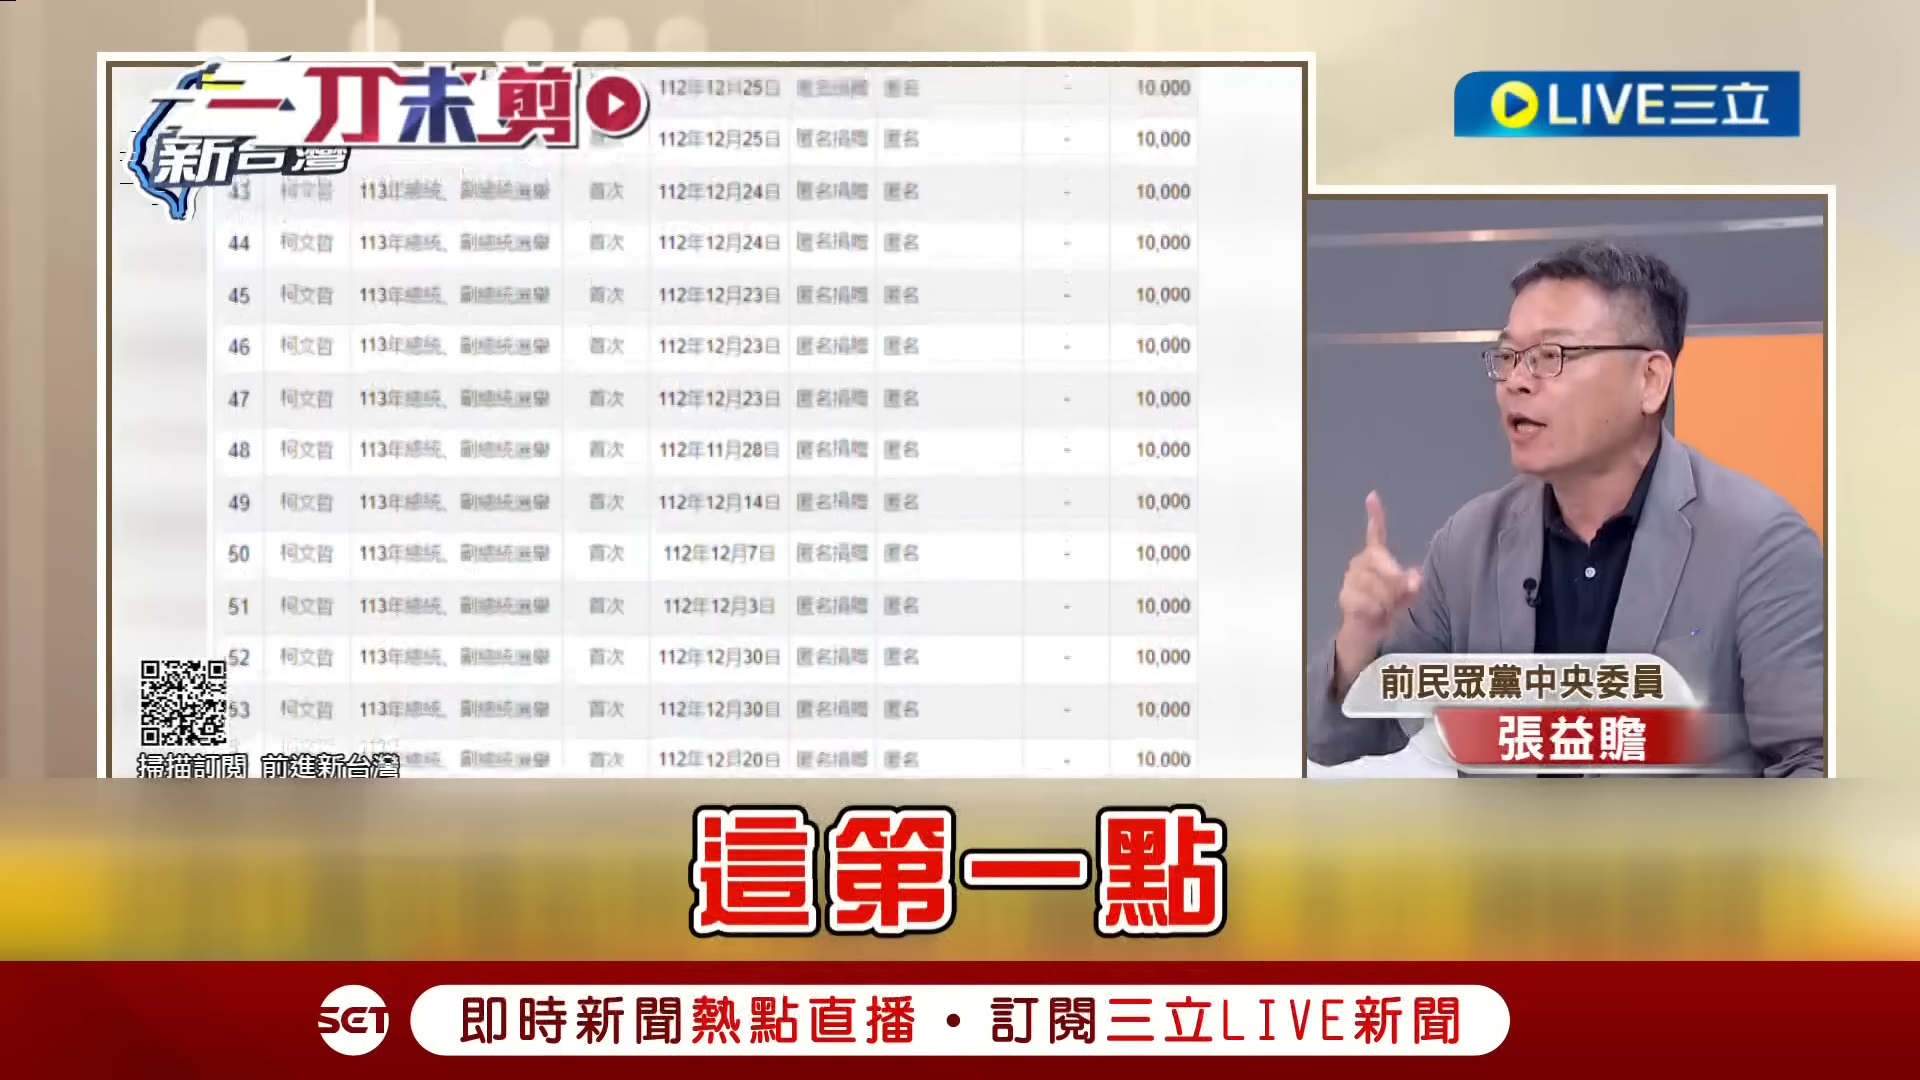 一刀未剪
新台灣
LIVE三立
112年12月25日 匿名捐贈 匿名 - 10,000
112年12月25日 匿名捐贈 匿名 - 10,000
43 柯文哲 113年總統、副總統選舉 首次 112年12月24日 匿名捐贈 匿名 - 10,000
44 柯文哲 113年總統、副總統選舉 首次 112年12月24日 匿名捐贈 匿名 - 10,000
45 柯文哲 113年總統、副總統選舉 首次 112年12月23日 匿名捐贈 匿名 - 10,000
46 柯文哲 113年總統、副總統選舉 首次 112年12月23日 匿名捐贈 匿名 - 10,000
47 柯文哲 113年總統、副總統選舉 首次 112年12月23日 匿名捐贈 匿名 - 10,000
48 柯文哲 113年總統、副總統選舉 首次 112年11月28日 匿名捐贈 匿名 - 10,000
49 柯文哲 113年總統、副總統選舉 首次 112年12月14日 匿名捐贈 匿名 - 10,000
50 柯文哲 113年總統、副總統選舉 首次 112年12月7日 匿名捐贈 匿名 - 10,000
51 柯文哲 113年總統、副總統選舉 首次 112年12月3日 匿名捐贈 匿名 - 10,000
52 柯文哲 113年總統、副總統選舉 首次 112年12月30日 匿名捐贈 匿名 - 10,000
53 柯文哲 113年總統、副總統選舉 首次 112年12月30日 匿名捐贈 匿名 - 10,000
副總統選舉 首次 112年12月20日 匿名捐贈 匿名 - 10,000
掃描訂閱 前進新台灣
前民眾黨中央委員
張益贍
這第一點
SET 即時新聞熱點直播・訂閱三立LIVE新聞